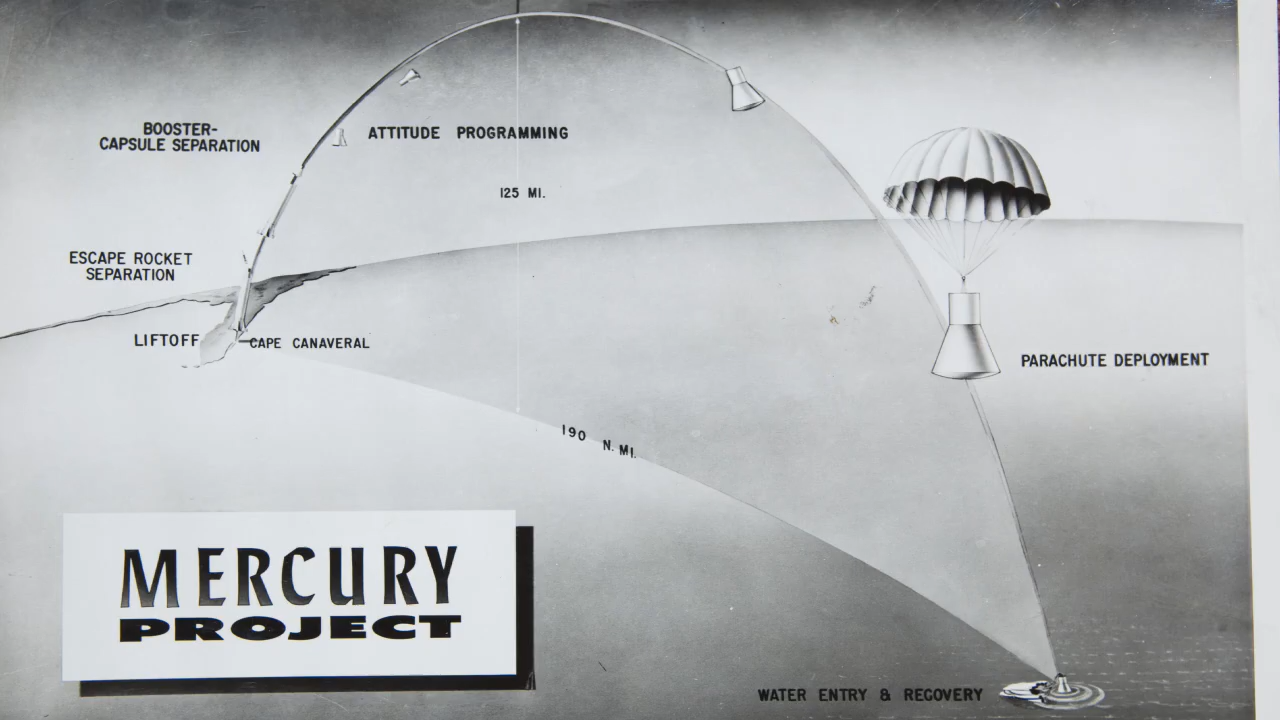 BOOSTER-
CAPSULE SEPARATION
ATTITUDE PROGRAMMING
125 MI.
ESCAPE ROCKET
SEPARATION
LIFTOFF
CAPE CANAVERAL
PARACHUTE DEPLOYMENT
190 N. MI.
MERCURY
PROJECT
WATER ENTRY & RECOVERY